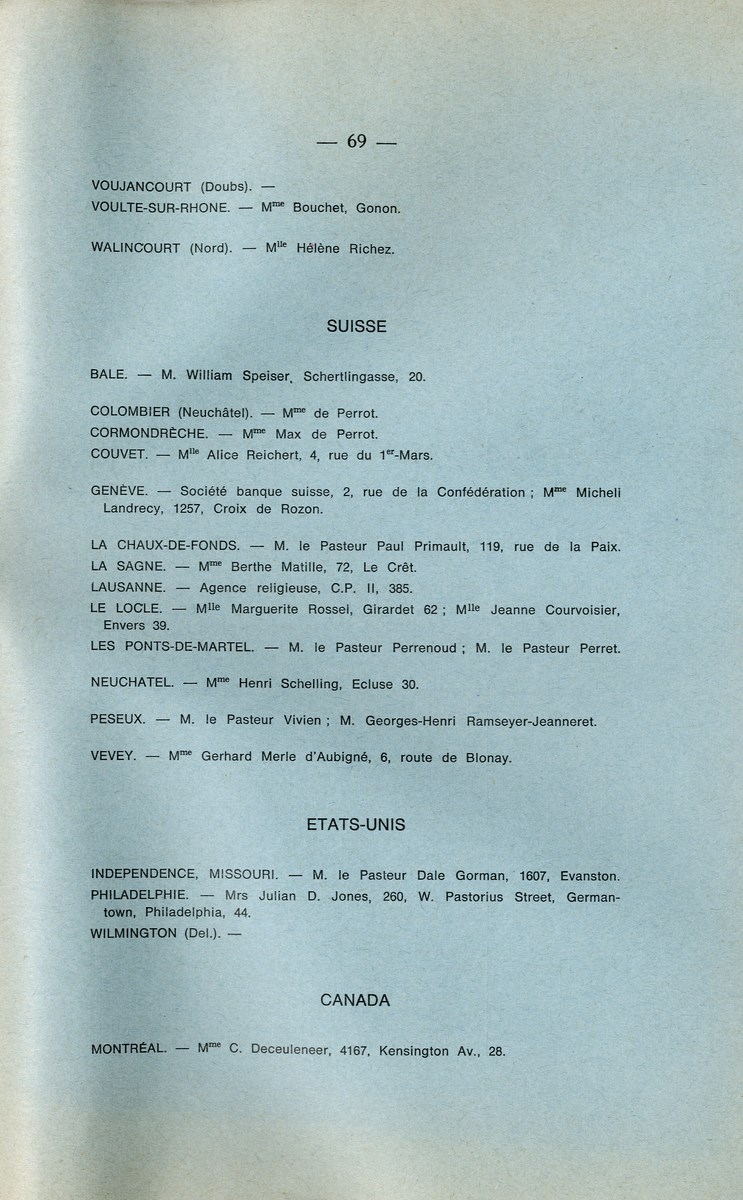 — 69 —
VOUJANCOURT (Doubs). —
VOULTE-SUR-RHONE. — Mme Bouchet, Gonon.
WALINCOURT (Nord). — Mlle Hélène Richez.
SUISSE
BALE. — M. William Speiser, Schertlingasse, 20.
COLOMBIER (Neuchâtel). — Mme de Perrot.
CORMONDRÈCHE. — Mme Max de Perrot.
COUVET. — Mlle Alice Reichert, 4, rue du 1er-Mars.
GENÈVE. — Société banque suisse, 2, rue de la Confédération ; Mme Micheli
Landrecy, 1257, Croix de Rozon.
LA CHAUX-DE-FONDS. — M. le Pasteur Paul Primault, 119, rue de la Paix.
LA SAGNE. — Mme Berthe Matille, 72, Le Crêt.
LAUSANNE. — Agence religieuse, C.P. II, 385.
LE LOCLE. — Mlle Marguerite Rossel, Girardet 62 ; Mlle Jeanne Courvoisier,
Envers 39.
LES PONTS-DE-MARTEL. — M. le Pasteur Perrenoud ; M. le Pasteur Perret.
NEUCHATEL. — Mme Henri Schelling, Ecluse 30.
PESEUX. — M. le Pasteur Vivien ; M. Georges-Henri Ramseyer-Jeanneret.
VEVEY. — Mme Gerhard Merle d'Aubigné, 6, route de Blonay.
ETATS-UNIS
INDEPENDENCE, MISSOURI. — M. le Pasteur Dale Gorman, 1607, Evanston.
PHILADELPHIE. — Mrs Julian D. Jones, 260, W. Pastorius Street, German-
town, Philadelphia, 44.
WILMINGTON (Del.). —
CANADA
MONTRÉAL. — Mme C. Deceuleneer, 4167, Kensington Av., 28.